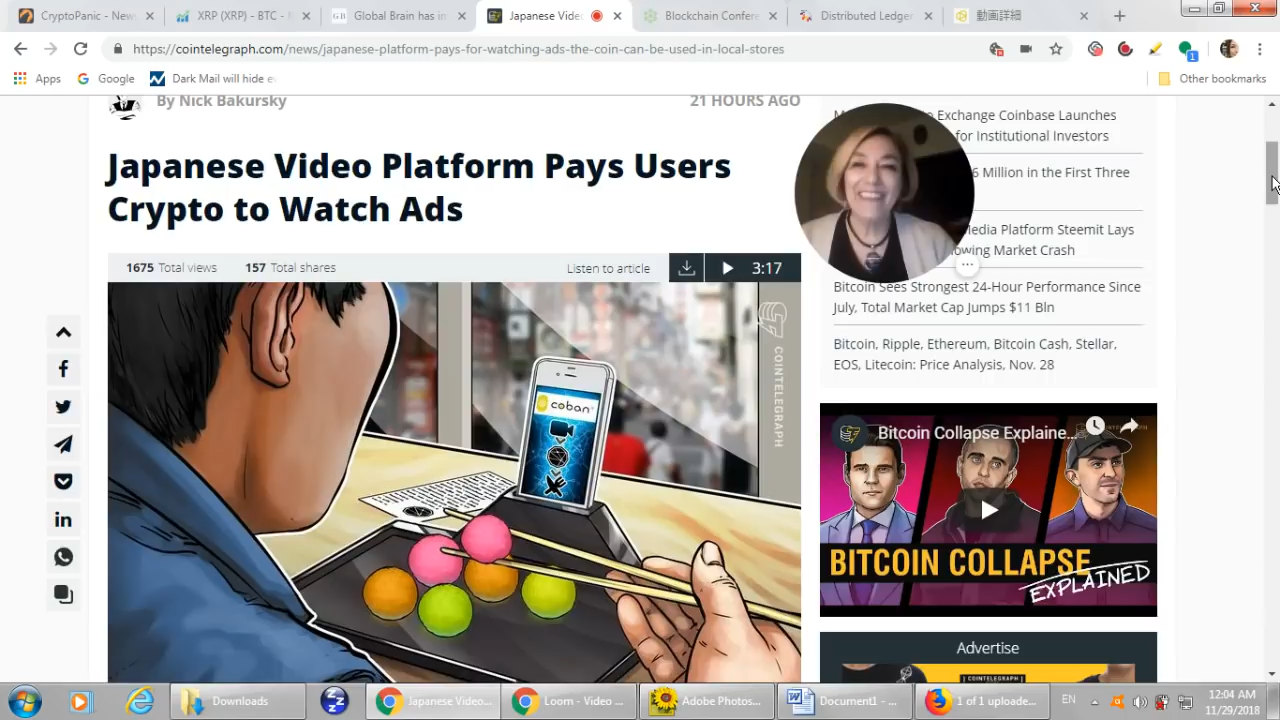 CryptoPanic - News
XRP (XRP) - BTC -
Global Brain has in
Japanese Video
Blockchain Confere
Distributed Ledger
動画詳細
https://cointelegraph.com/news/japanese-platform-pays-for-watching-ads-the-coin-can-be-used-in-local-stores
1
Apps
Google
Dark Mail will hide e
Other bookmarks
By Nick Bakursky
21 HOURS AGO
Japanese Video Platform Pays Users
Crypto to Watch Ads
1675 Total views
157 Total shares
Listen to article
3:17
Exchange Coinbase Launches
for Institutional Investors
6 Million in the First Three
Media Platform Steemit Lays
owing Market Crash
Bitcoin Sees Strongest 24-Hour Performance Since
July, Total Market Cap Jumps $11 Bln
Bitcoin, Ripple, Ethereum, Bitcoin Cash, Stellar,
EOS, Litecoin: Price Analysis, Nov. 28
coban
COINTELEGRAPH
Bitcoin Collapse Explaine...
BITCOIN COLLAPSE
EXPLAINED
Advertise
COINTELEGRAPH
Downloads
Japanese Video...
Loom - Video ...
Adobe Photos...
Document1 - ...
1 of 1 uploade...
EN
12:04 AM
11/29/2018